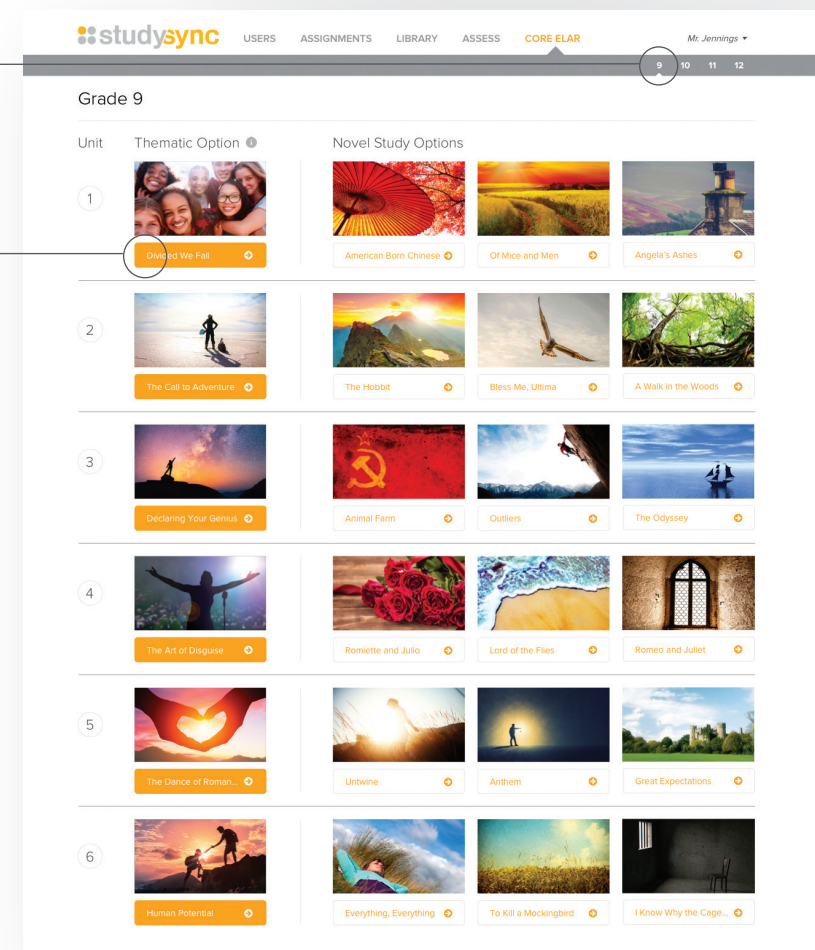 studysync USERS ASSIGNMENTS LIBRARY ASSESS CORE ELAR Mr. Jennings
9 10 11 12
Grade 9
Unit Thematic Option Novel Study Options
1
Divided We Fall American Born Chinese Of Mice and Men Angela's Ashes
2
The Call to Adventure The Hobbit Bless Me, Ultima A Walk in the Woods
3
Declaring Your Genius Animal Farm Outliers The Odyssey
4
The Art of Disguise Romiette and Julio Lord of the Flies Romeo and Juliet
5
The Dance of Roman... Untwine Anthem Great Expectations
6
Human Potential Everything, Everything To Kill a Mockingbird I Know Why the Cage...